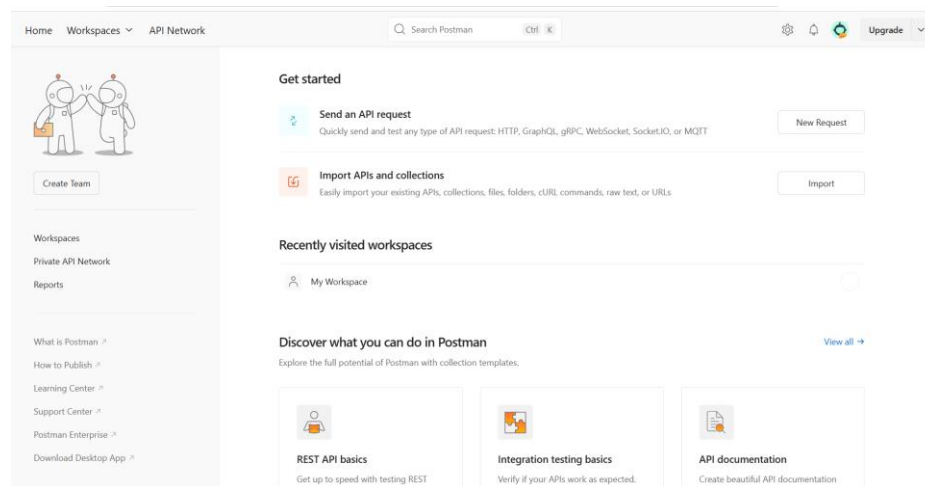 Home Workspaces API Network Search Postman Ctrl K Upgrade
Create Team
Workspaces
Private API Network
Reports
What is Postman
How to Publish
Learning Center
Support Center
Postman Enterprise
Download Desktop App
Get started
Send an API request
Quickly send and test any type of API request: HTTP, GraphQL, gRPC, WebSocket, Socket.IO, or MQTT
New Request
Import APIs and collections
Easily import your existing APIs, collections, files, folders, cURL commands, raw text, or URLs
Import
Recently visited workspaces
My Workspace
Discover what you can do in Postman
View all →
Explore the full potential of Postman with collection templates.
REST API basics
Get up to speed with testing REST
Integration testing basics
Verify if your APIs work as expected.
API documentation
Create beautiful API documentation